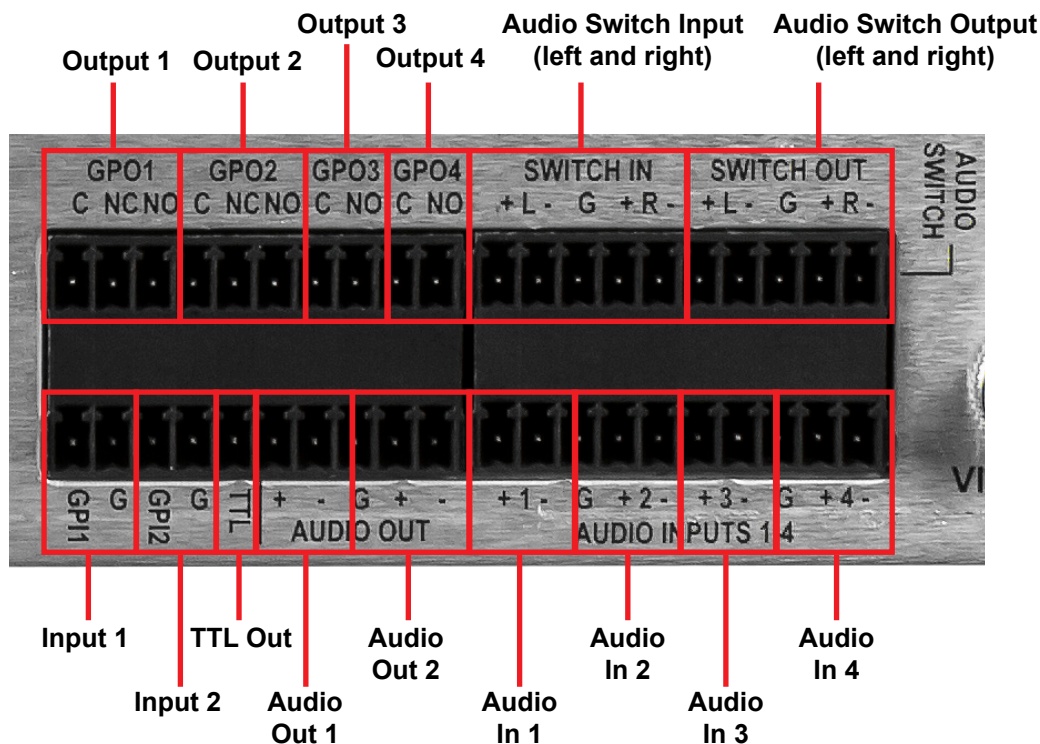 Output 3
Audio Switch Input
(left and right)
Audio Switch Output
(left and right)
Output 1
Output 2
Output 4
GPO1
GPO2
GPO3
GPO4
SWITCH IN
SWITCH OUT
AUDIO
SWITCH
C NC NO
C NC NO
C NO
C NO
+ L - G + R -
+ L - G + R -
GPI1 G GPI2 G TTL + - G + -
+ 1 - G + 2 - + 3 - G + 4 -
AUDIO OUT
AUDIO INPUTS 1-4
VI
Input 1
TTL Out
Audio
Out 2
Audio
In 2
Audio
In 4
Input 2
Audio
Out 1
Audio
In 1
Audio
In 3